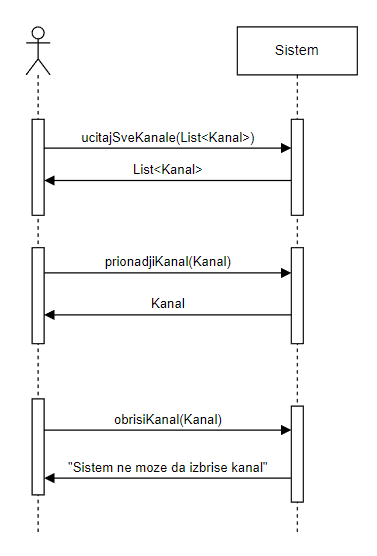 Sistem
ucitajSveKanale(List<Kanal>)
List<Kanal>
prionadjiKanal(Kanal)
Kanal
obrisiKanal(Kanal)
"Sistem ne moze da izbrise kanal"